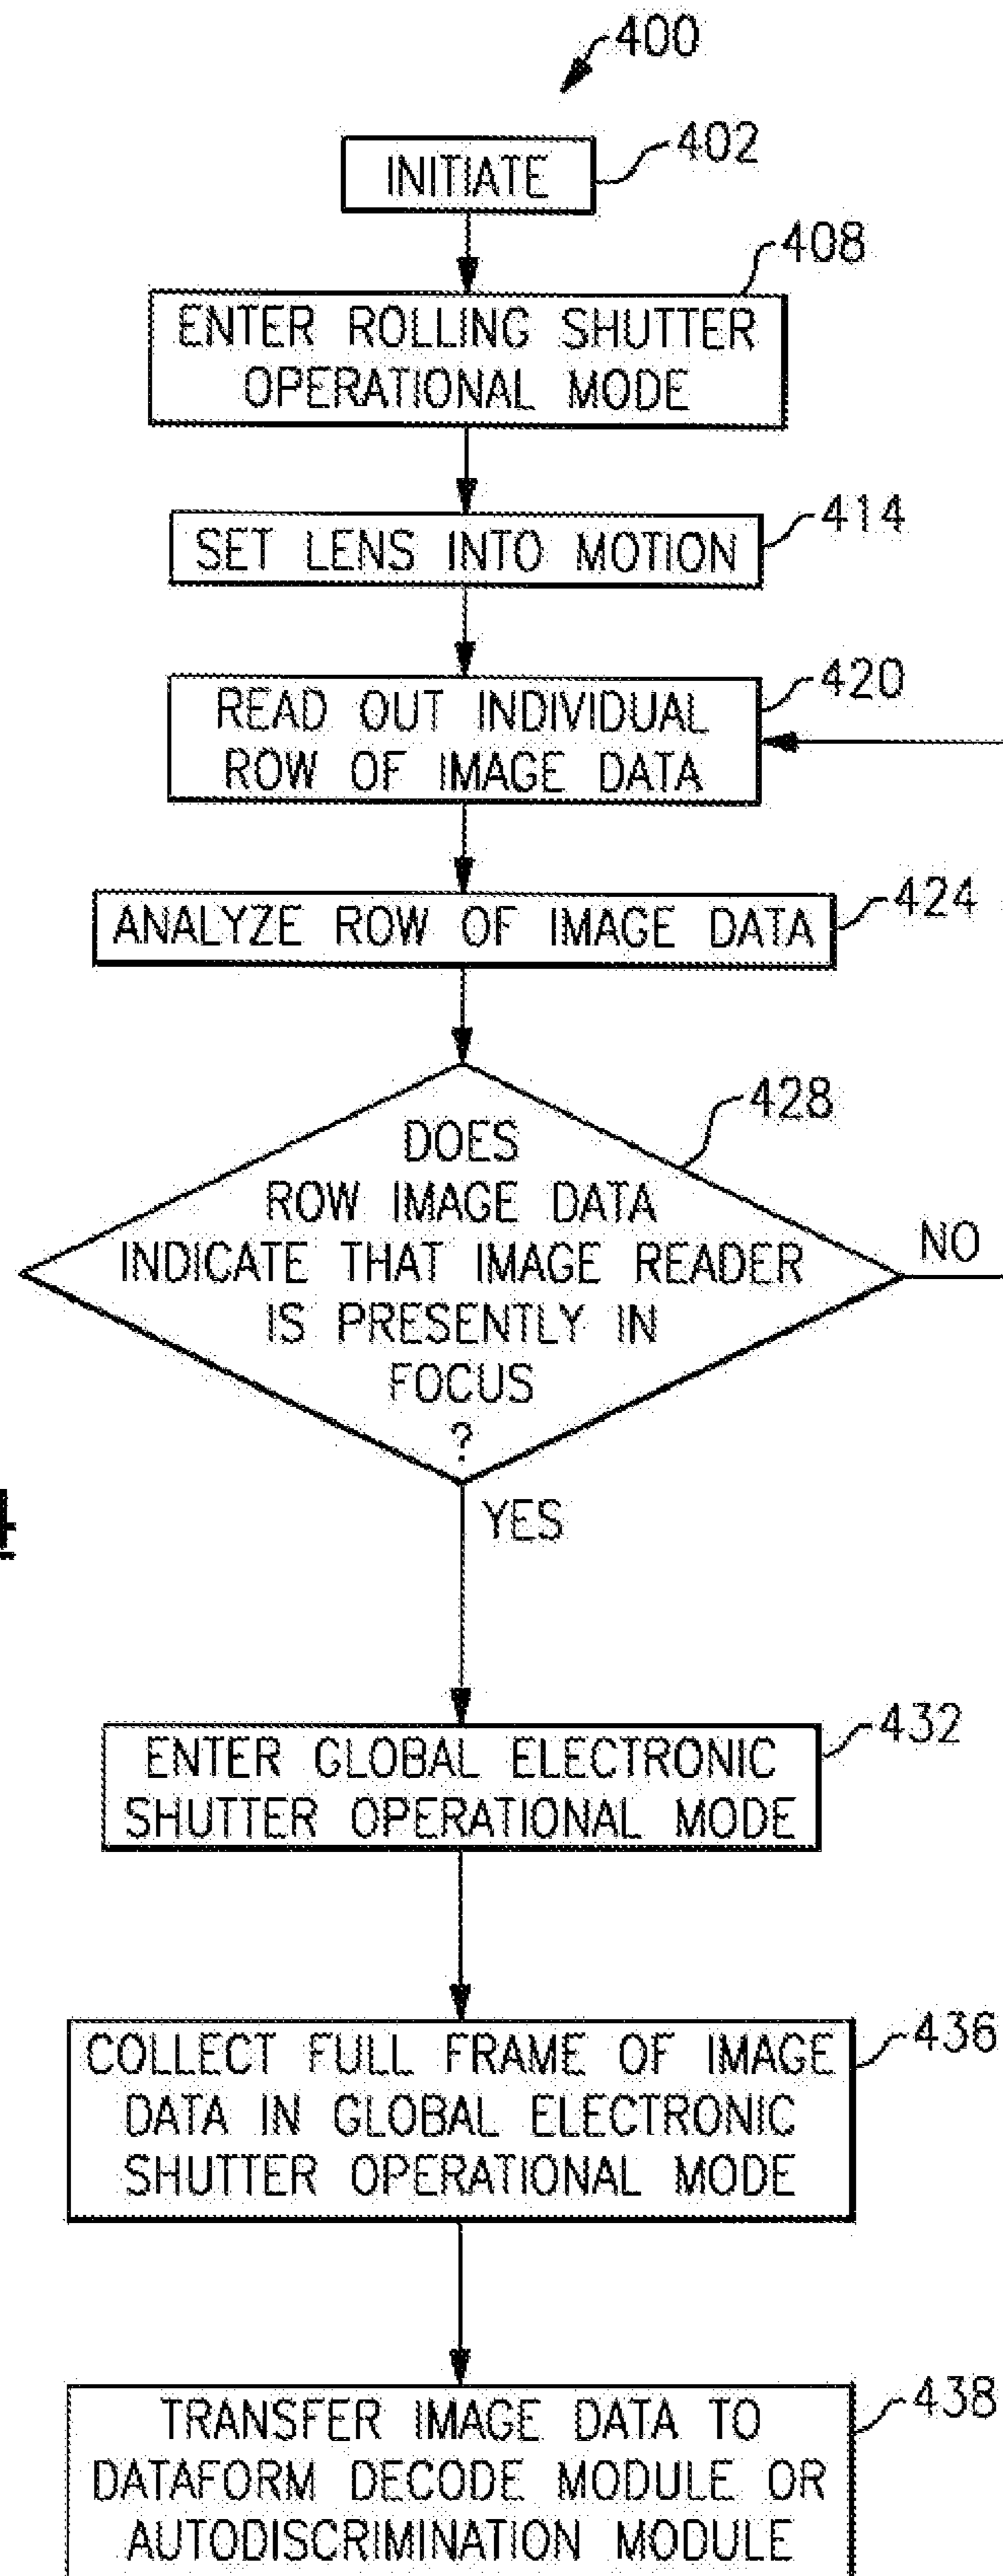 400
INITIATE
402
408
ENTER ROLLING SHUTTER
OPERATIONAL MODE
414
SET LENS INTO MOTION
420
READ OUT INDIVIDUAL
ROW OF IMAGE DATA
424
ANALYZE ROW OF IMAGE DATA
428
DOES
ROW IMAGE DATA
INDICATE THAT IMAGE READER
IS PRESENTLY IN
FOCUS
?
NO
YES
432
ENTER GLOBAL ELECTRONIC
SHUTTER OPERATIONAL MODE
436
COLLECT FULL FRAME OF IMAGE
DATA IN GLOBAL ELECTRONIC
SHUTTER OPERATIONAL MODE
438
TRANSFER IMAGE DATA TO
DATAFORM DECODE MODULE OR
AUTODISCRIMINATION MODULE